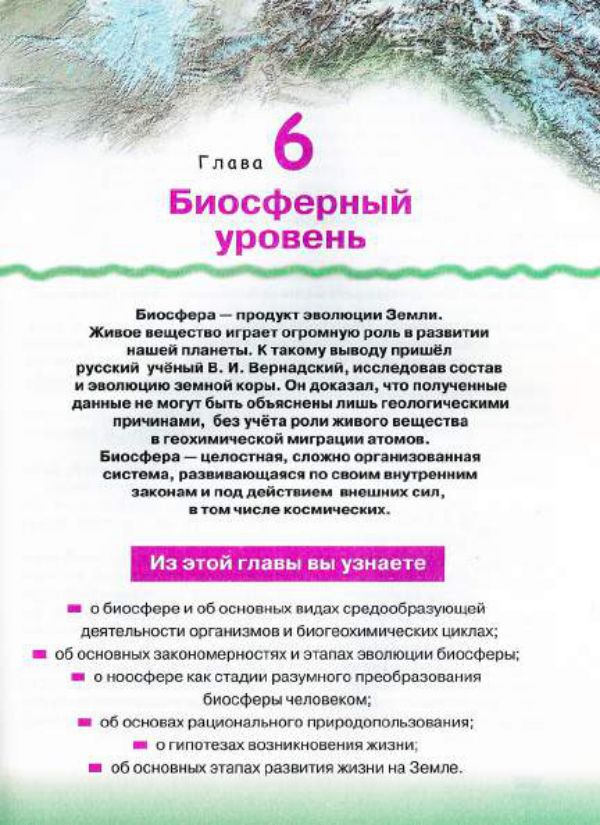 Глава 6
Биосферный
уровень
Биосфера — продукт эволюции Земли.
Живое вещество играет огромную роль в развитии
нашей планеты. К такому выводу пришёл
русский учёный В. И. Вернадский, исследовав состав
и эволюцию земной коры. Он доказал, что полученные
данные не могут быть объяснены лишь геологическими
причинами, без учёта роли живого вещества
в геохимической миграции атомов.
Биосфера — целостная, сложно организованная
система, развивающаяся по своим внутренним
законам и под действием внешних сил,
в том числе космических.
Из этой главы вы узнаете
о биосфере и об основных видах средообразующей
деятельности организмов и биогеохимических циклах;
об основных закономерностях и этапах эволюции биосферы;
о ноосфере как стадии разумного преобразования
биосферы человеком;
об основах рационального природопользования;
о гипотезах возникновения жизни;
об основных этапах развития жизни на Земле.